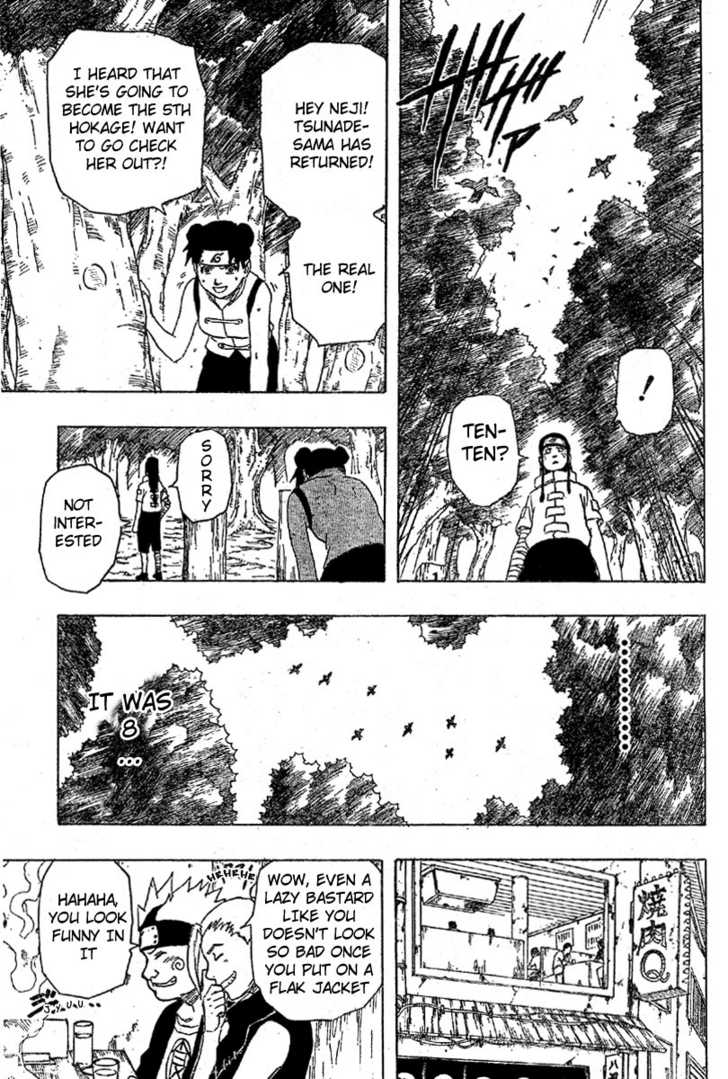 !
TEN-
TEN?
HEY NEJI!
TSUNADE-
SAMA HAS
RETURNED!
THE REAL
ONE!
I HEARD THAT
SHE'S GOING TO
BECOME THE 5TH
HOKAGE! WANT
TO GO CHECK
HER OUT?!
SORRY
NOT
INTER-
ESTED
IT WAS
8
...
焼肉Q
WOW, EVEN A
LAZY BASTARD
LIKE YOU
DOESN'T LOOK
SO BAD ONCE
YOU PUT ON A
FLAK JACKET
HEHEHE
HAHAHA,
YOU LOOK
FUNNY IN
IT